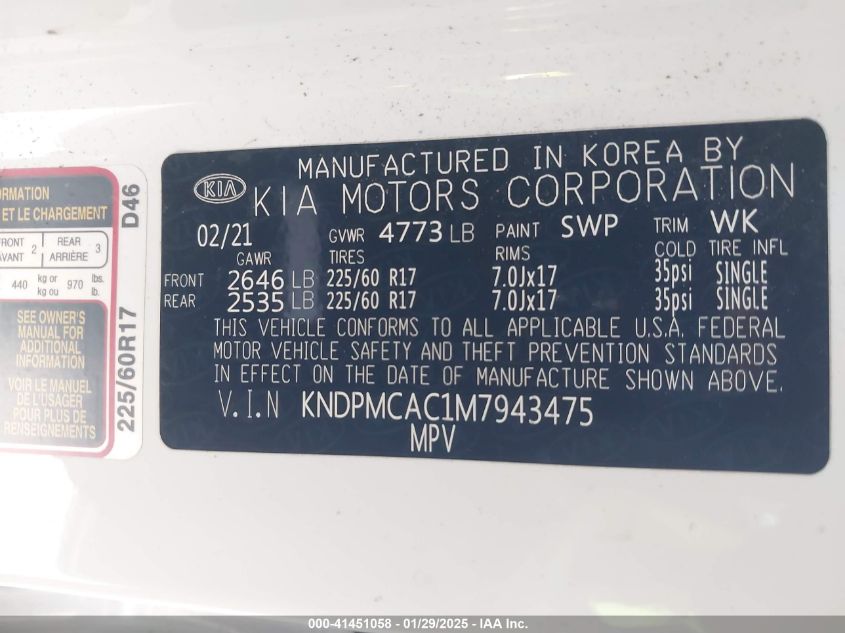 ORMATION
ET LE CHARGEMENT
FRONT 2 REAR 3
AVANT ARRIÈRE
440 kg or 970 lbs.
kg ou lb.
SEE OWNER'S
MANUAL FOR
ADDITIONAL
INFORMATION
VOIR LE MANUEL
DE L'USAGER
POUR PLUS DE
RENSEIGNEMENTS
225/60R17 D46
MANUFACTURED IN KOREA BY
KIA KIA MOTORS CORPORATION
02/21 GVWR 4773 LB PAINT SWP TRIM WK
GAWR TIRES RIMS COLD TIRE INFL
FRONT 2646 LB 225/60 R17 7.0Jx17 35psi SINGLE
REAR 2535 LB 225/60 R17 7.0Jx17 35psi SINGLE
THIS VEHICLE CONFORMS TO ALL APPLICABLE U.S.A. FEDERAL
MOTOR VEHICLE SAFETY AND THEFT PREVENTION STANDARDS
IN EFFECT ON THE DATE OF MANUFACTURE SHOWN ABOVE.
V.I.N KNDPMCAC1M7943475
MPV
000-41451058 - 01/29/2025 - IAA Inc.